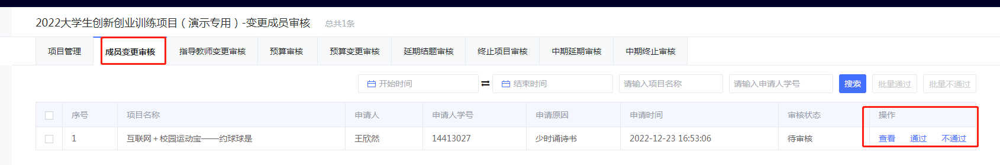 2022大学生创新创业训练项目（演示专用）-变更成员审核 总共1条
项目管理 成员变更审核 指导教师变更审核 预算审核 预算变更审核 延期结题审核 终止项目审核 中期延期审核 中期终止审核
开始时间 结束时间 请输入项目名称 请输入申请人学号 搜索 批量通过 批量不通过
序号 项目名称 申请人 申请人学号 申请原因 申请时间 审核状态 操作
1 互联网＋校园运动宝——约球球是 王欣然 14413027 少时诵诗书 2022-12-23 16:53:06 待审核 查看 通过 不通过